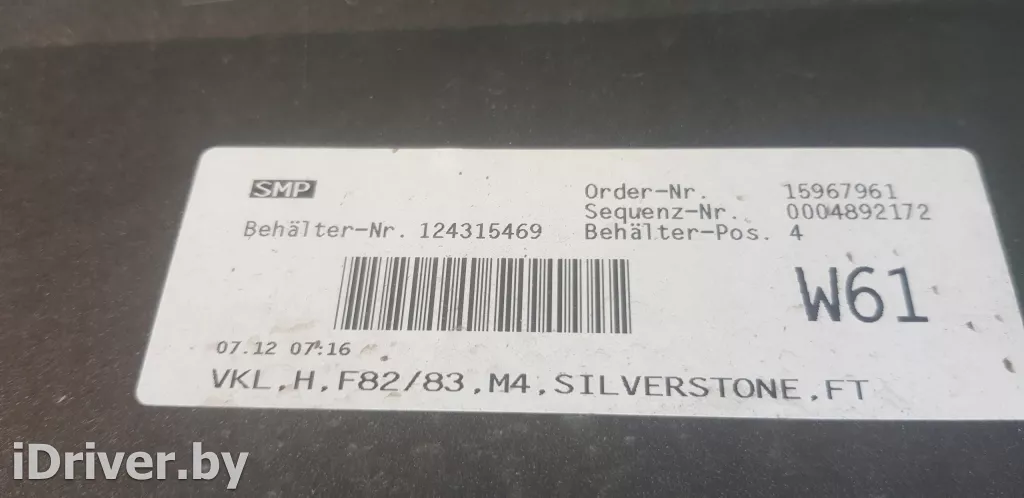 SMP
Order-Nr. 15967961
Sequenz-Nr. 0004892172
Behälter-Nr. 124315469 Behälter-Pos. 4
W61
07.12 07:16
VKL,H,F82/83,M4,SILVERSTONE,FT
iDriver.by